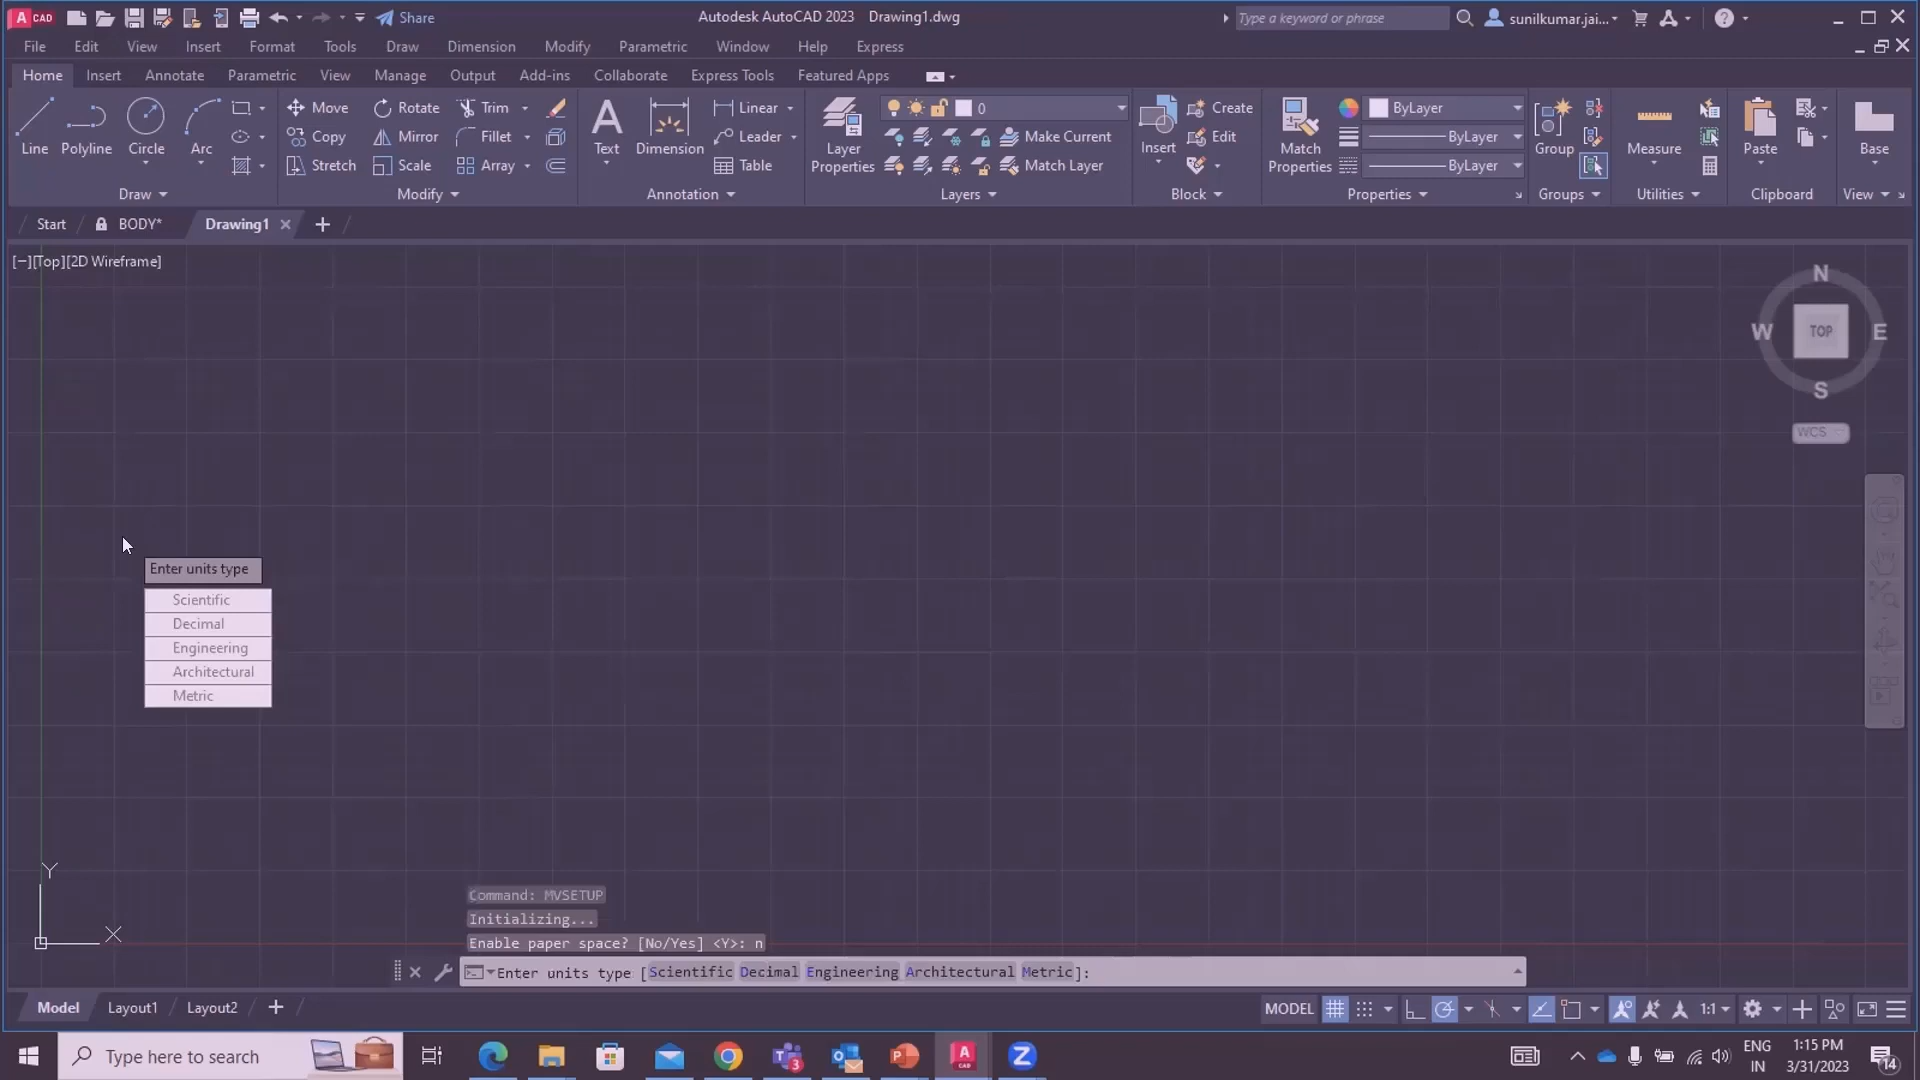 A CAD Share Autodesk AutoCAD 2023 Drawing1.dwg Type a keyword or phrase sunilkumar.jai...
File Edit View Insert Format Tools Draw Dimension Modify Parametric Window Help Express
Home Insert Annotate Parametric View Manage Output Add-ins Collaborate Express Tools Featured Apps
Move Rotate Trim Linear 0 Create ByLayer
Copy Mirror Fillet Leader Make Current Edit ByLayer
Line Polyline Circle Arc Text Dimension Layer Properties Insert Match Properties Group Measure Paste Base
Stretch Scale Array Table Match Layer ByLayer
Draw Modify Annotation Layers Block Properties Groups Utilities Clipboard View
Start BODY* Drawing1
[−][Top][2D Wireframe]
N
W TOP E
S
WCS
Enter units type
Scientific
Decimal
Engineering
Architectural
Metric
Y
X
Command: MVSETUP
Initializing...
Enable paper space? [No/Yes] <Y>: n
Enter units type [Scientific Decimal Engineering Architectural Metric]:
Model Layout1 Layout2 MODEL 1:1
Type here to search A CAD ENG 1:15 PM
3 IN 3/31/2023 14